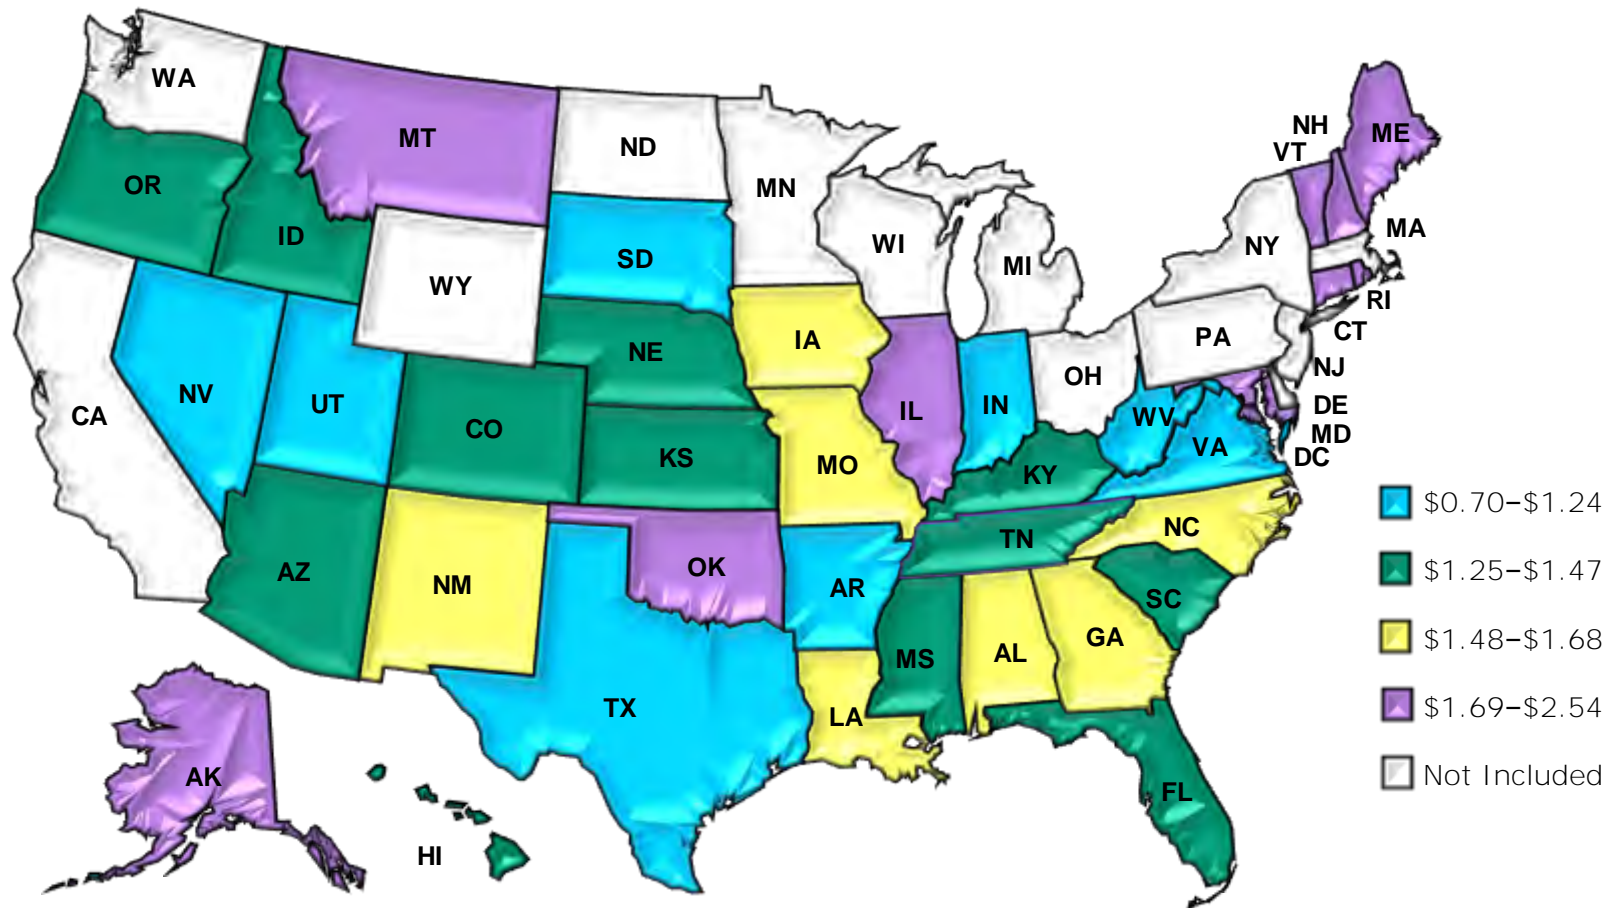 WA
MT
ND
MN
OR
ID
SD
WY
WI
MI
NH
VT
ME
NY
MA
RI
CT
PA
NJ
IA
NE
NV
UT
CA
CO
KS
MO
IL
IN
OH
WV
VA
DE
MD
DC
KY
AZ
NM
OK
AR
TN
NC
SC
MS
AL
GA
TX
LA
FL
AK
HI
$0.70–$1.24
$1.25–$1.47
$1.48–$1.68
$1.69–$2.54
Not Included